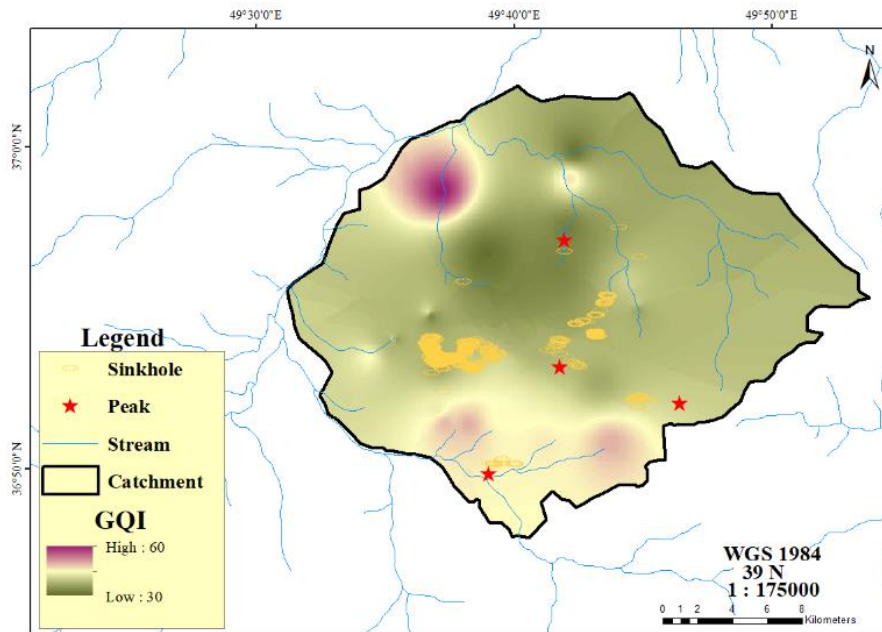 49°30'0"E 49°40'0"E 49°50'0"E
N
37°0'0"N
36°50'0"N
Legend
Sinkhole
Peak
Stream
Catchment
GQI
High : 60
Low : 30
WGS 1984
39 N
1 : 175000
0 1 2 4 6 8
Kilometers